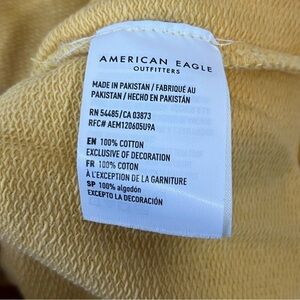 AMERICAN EAGLE
OUTFITTERS
MADE IN PAKISTAN / FABRIQUÉ AU
PAKISTAN / HECHO EN PAKISTÁN
RN 54485/CA 03873
RFC# AEM120605U9A
EN 100% COTTON
EXCLUSIVE OF DECORATION
FR 100% COTON
À L'EXCEPTION DE LA GARNITURE
SP 100% algodón
EXCEPTO LA DECORACIÓN